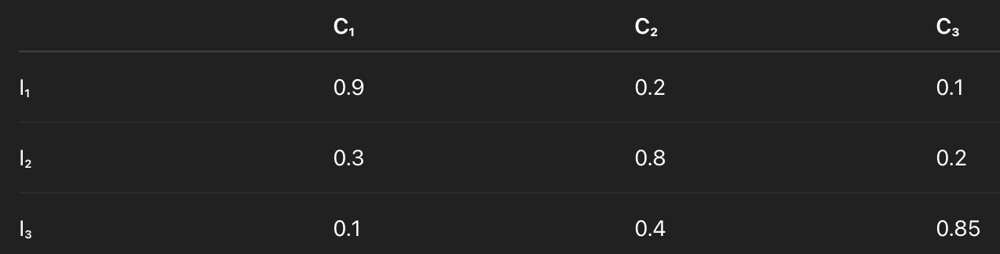 C₁ C₂ C₃
I₁ 0.9 0.2 0.1
I₂ 0.3 0.8 0.2
I₃ 0.1 0.4 0.85